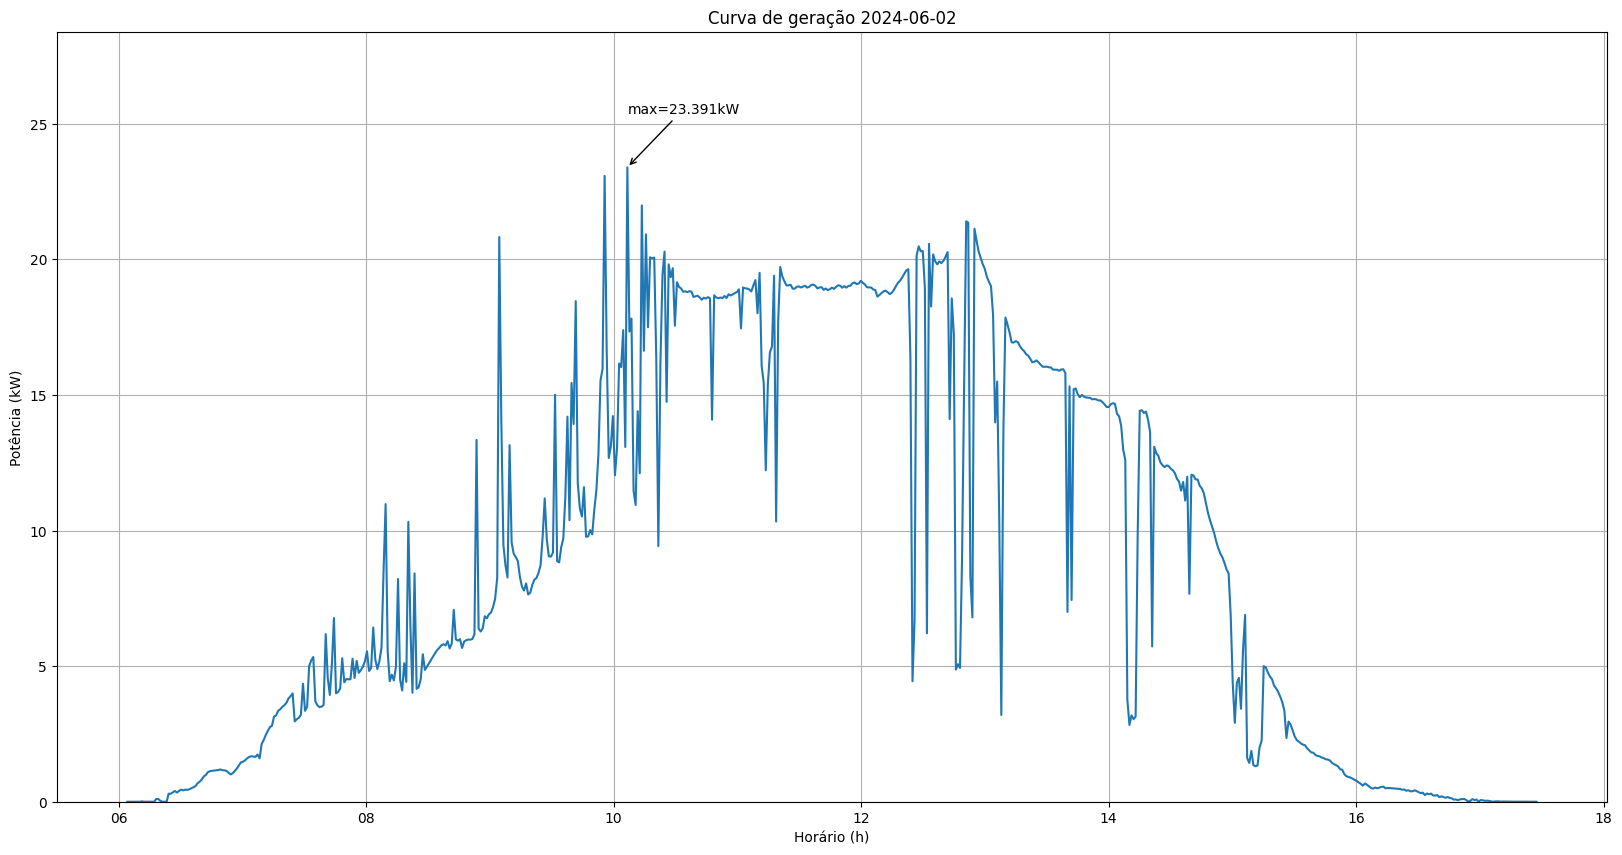 Curva de geração 2024-06-02
max=23.391kW
Potência (kW)
25
20
15
10
5
0
06 08 10 12 14 16 18
Horário (h)